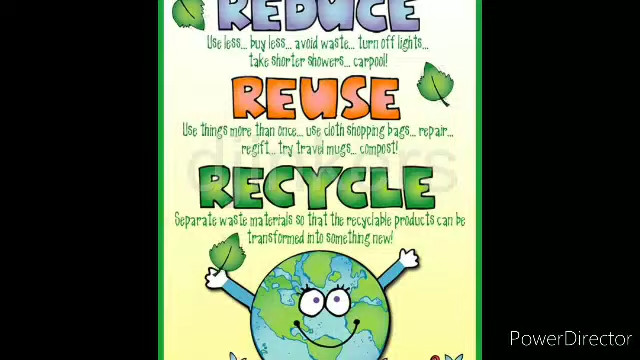 REDUCE
Use less... buy less... avoid waste... turn off lights...
take shorter showers... carpool!
REUSE
Use things more than once... use cloth shopping bags... repair...
regift... try travel mugs... compost!
RECYCLE
Separate waste materials so that the recyclable products can be
transformed into something new!
PowerDirector